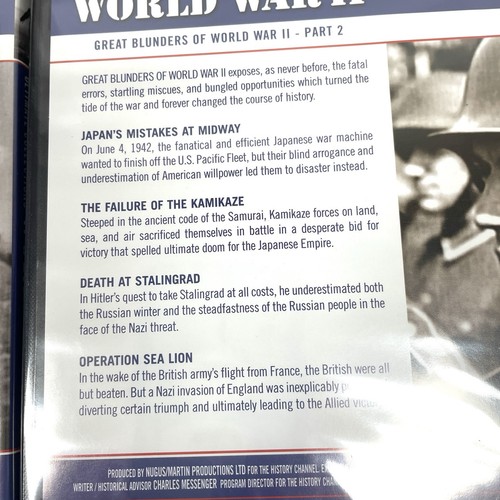 WORLD WAR II
GREAT BLUNDERS OF WORLD WAR II - PART 2
GREAT BLUNDERS OF WORLD WAR II exposes, as never before, the fatal
errors, startling miscues, and bungled opportunities which turned the
tide of the war and forever changed the course of history.
JAPAN'S MISTAKES AT MIDWAY
On June 4, 1942, the fanatical and efficient Japanese war machine
wanted to finish off the U.S. Pacific Fleet, but their blind arrogance and
underestimation of American willpower led them to disaster instead.
THE FAILURE OF THE KAMIKAZE
Steeped in the ancient code of the Samurai, Kamikaze forces on land,
sea, and air sacrificed themselves in battle in a desperate bid for
victory that spelled ultimate doom for the Japanese Empire.
DEATH AT STALINGRAD
In Hitler's quest to take Stalingrad at all costs, he underestimated both
the Russian winter and the steadfastness of the Russian people in the
face of the Nazi threat.
OPERATION SEA LION
In the wake of the British army's flight from France, the British were all
but beaten. But a Nazi invasion of England was inexplicably
diverting certain triumph and ultimately leading to the Allied
PRODUCED BY NUGUS/MARTIN PRODUCTIONS LTD FOR THE HISTORY CHANNEL.
WRITER / HISTORICAL ADVISOR CHARLES MESSENGER PROGRAM DIRECTOR FOR THE HISTORY